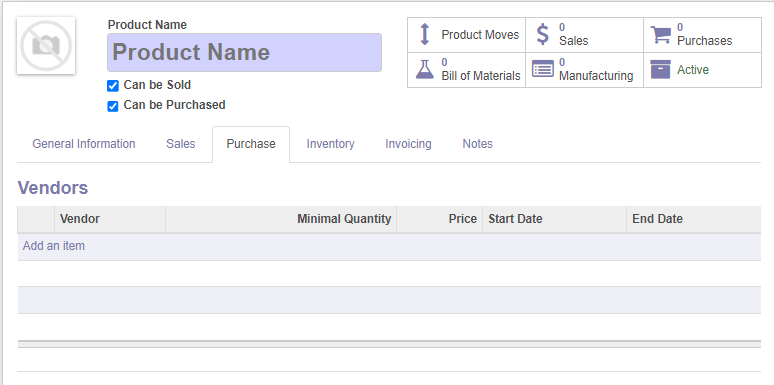 Product Name
Product Name
Can be Sold
Can be Purchased
Product Moves
0
Sales
0
Purchases
0
Bill of Materials
0
Manufacturing
Active
General Information Sales Purchase Inventory Invoicing Notes
Vendors
Vendor Minimal Quantity Price Start Date End Date
Add an item